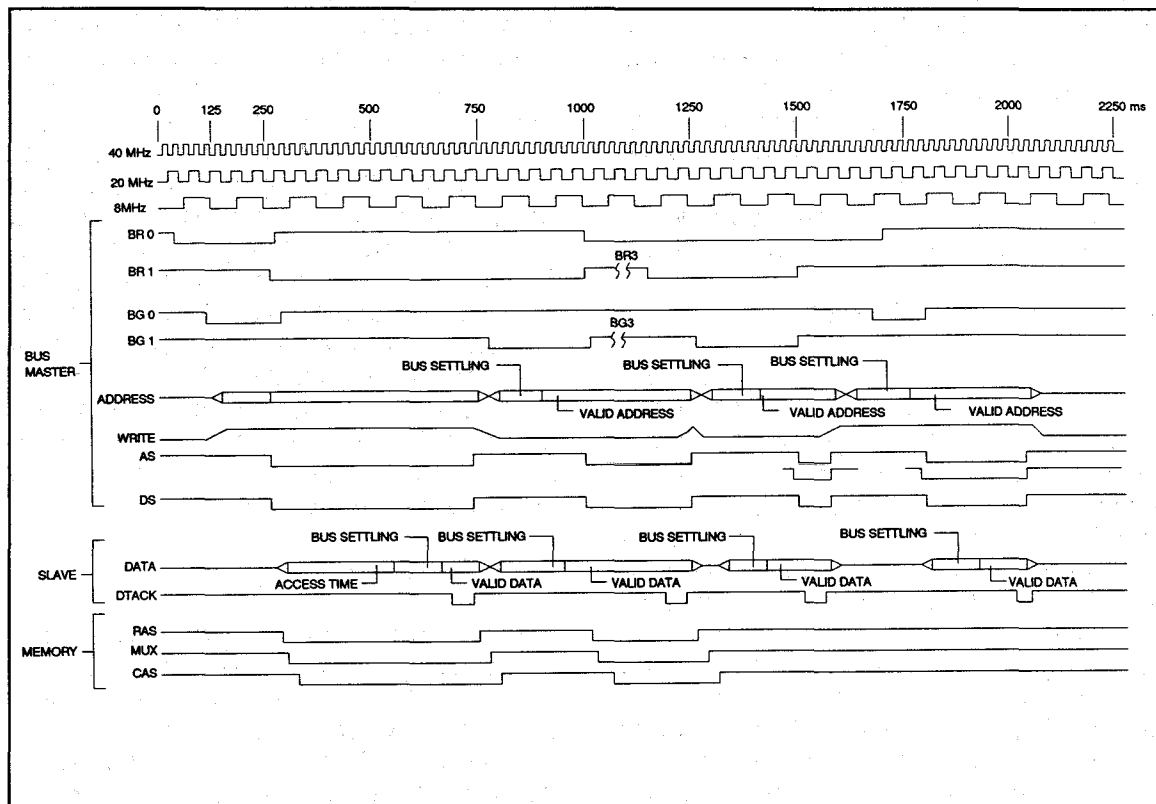 0 125 250 500 750 1000 1250 1500 1750 2000 2250 ms
40 MHz
20 MHz
8MHz
BR 0
BR3
BR 1
BG 0
BG3
BG 1
BUS MASTER
BUS SETTLING BUS SETTLING BUS SETTLING
ADDRESS
VALID ADDRESS VALID ADDRESS VALID ADDRESS
WRITE
AS
DS
BUS SETTLING BUS SETTLING BUS SETTLING BUS SETTLING
SLAVE
DATA
ACCESS TIME VALID DATA VALID DATA VALID DATA VALID DATA
DTACK
MEMORY
RAS
MUX
CAS